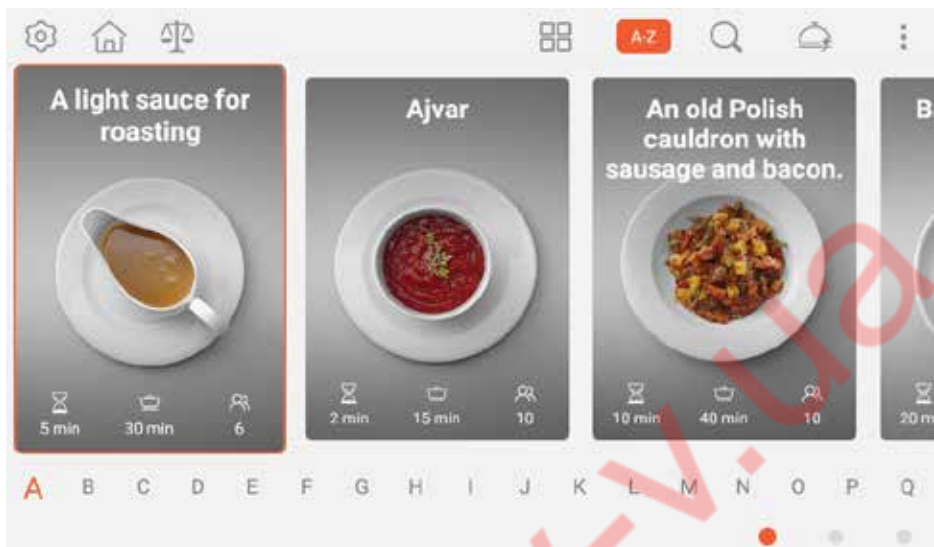 A-Z
A light sauce for
roasting
5 min 30 min 6
Ajvar
2 min 15 min 10
An old Polish
cauldron with
sausage and bacon.
10 min 40 min 10
A B C D E F G H I J K L M N O P Q
v.ua